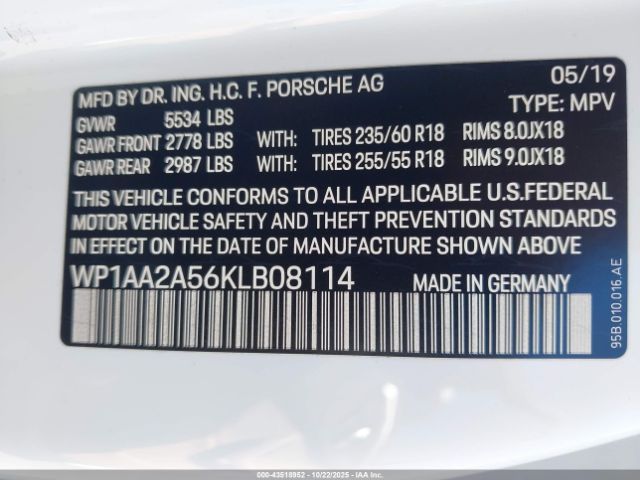 MFD BY DR. ING. H.C. F. PORSCHE AG 05/19
GVWR 5534 LBS TYPE: MPV
GAWR FRONT 2778 LBS WITH: TIRES 235/60 R18 RIMS 8.0JX18
GAWR REAR 2987 LBS WITH: TIRES 255/55 R18 RIMS 9.0JX18
THIS VEHICLE CONFORMS TO ALL APPLICABLE U.S.FEDERAL
MOTOR VEHICLE SAFETY AND THEFT PREVENTION STANDARDS
IN EFFECT ON THE DATE OF MANUFACTURE SHOWN ABOVE
WP1AA2A56KLB08114 MADE IN GERMANY
95B.010.016.AE
000-43518952 | 10/22/2025 | IAA Inc.